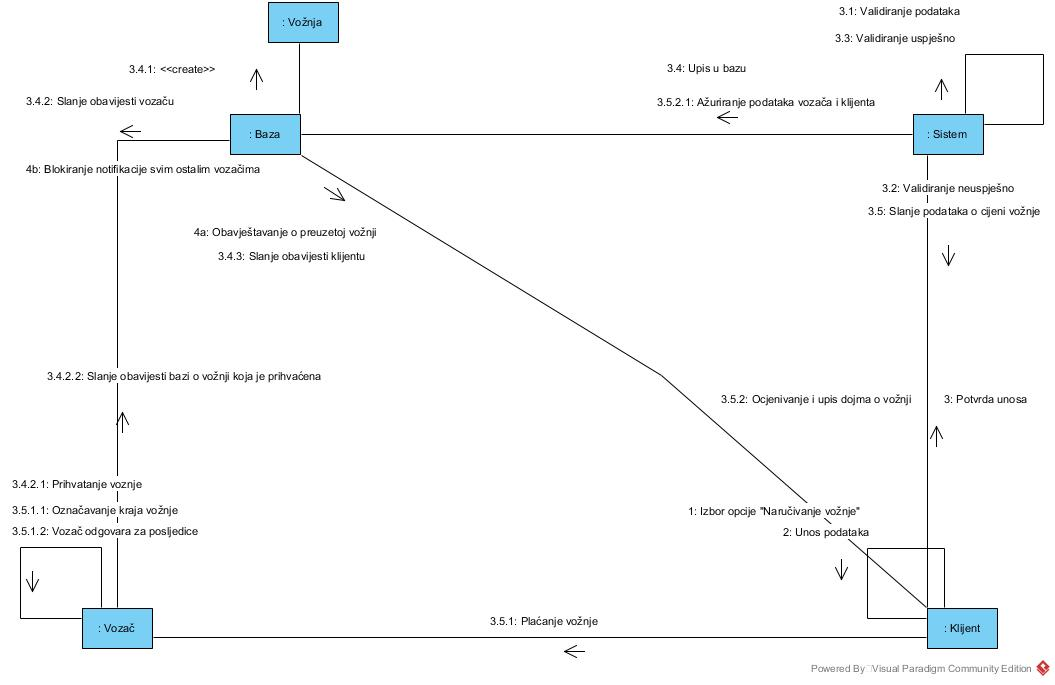 3.1: Validiranje podataka
: Vožnja
3.3: Validiranje uspješno
3.4.1: <<create>>
3.4: Upis u bazu
3.4.2: Slanje obavijesti vozaču
3.5.2.1: Ažuriranje podataka vozača i klijenta
: Baza
: Sistem
4b: Blokiranje notifikacije svim ostalim vozačima
3.2: Validiranje neuspješno
3.5: Slanje podataka o cijeni vožnje
4a: Obavještavanje o preuzetoj vožnji
3.4.3: Slanje obavijesti klijentu
3.4.2.2: Slanje obavijesti bazi o vožnji koja je prihvaćena
3.5.2: Ocjenivanje i upis dojma o vožnji
3: Potvrda unosa
3.4.2.1: Prihvatanje voznje
3.5.1.1: Označavanje kraja vožnje
1: Izbor opcije "Naručivanje vožnje"
3.5.1.2: Vozač odgovara za posljedice
2: Unos podataka
3.5.1: Plaćanje vožnje
: Vozač
: Klijent
Powered By Visual Paradigm Community Edition